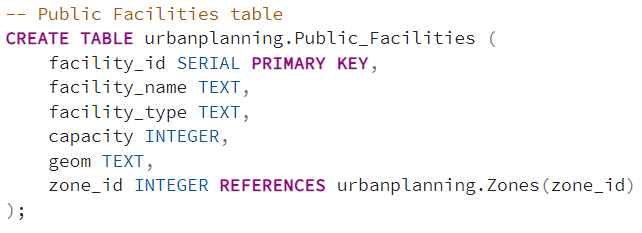 -- Public Facilities table
CREATE TABLE urbanplanning.Public_Facilities (
    facility_id SERIAL PRIMARY KEY,
    facility_name TEXT,
    facility_type TEXT,
    capacity INTEGER,
    geom TEXT,
    zone_id INTEGER REFERENCES urbanplanning.Zones(zone_id)
);